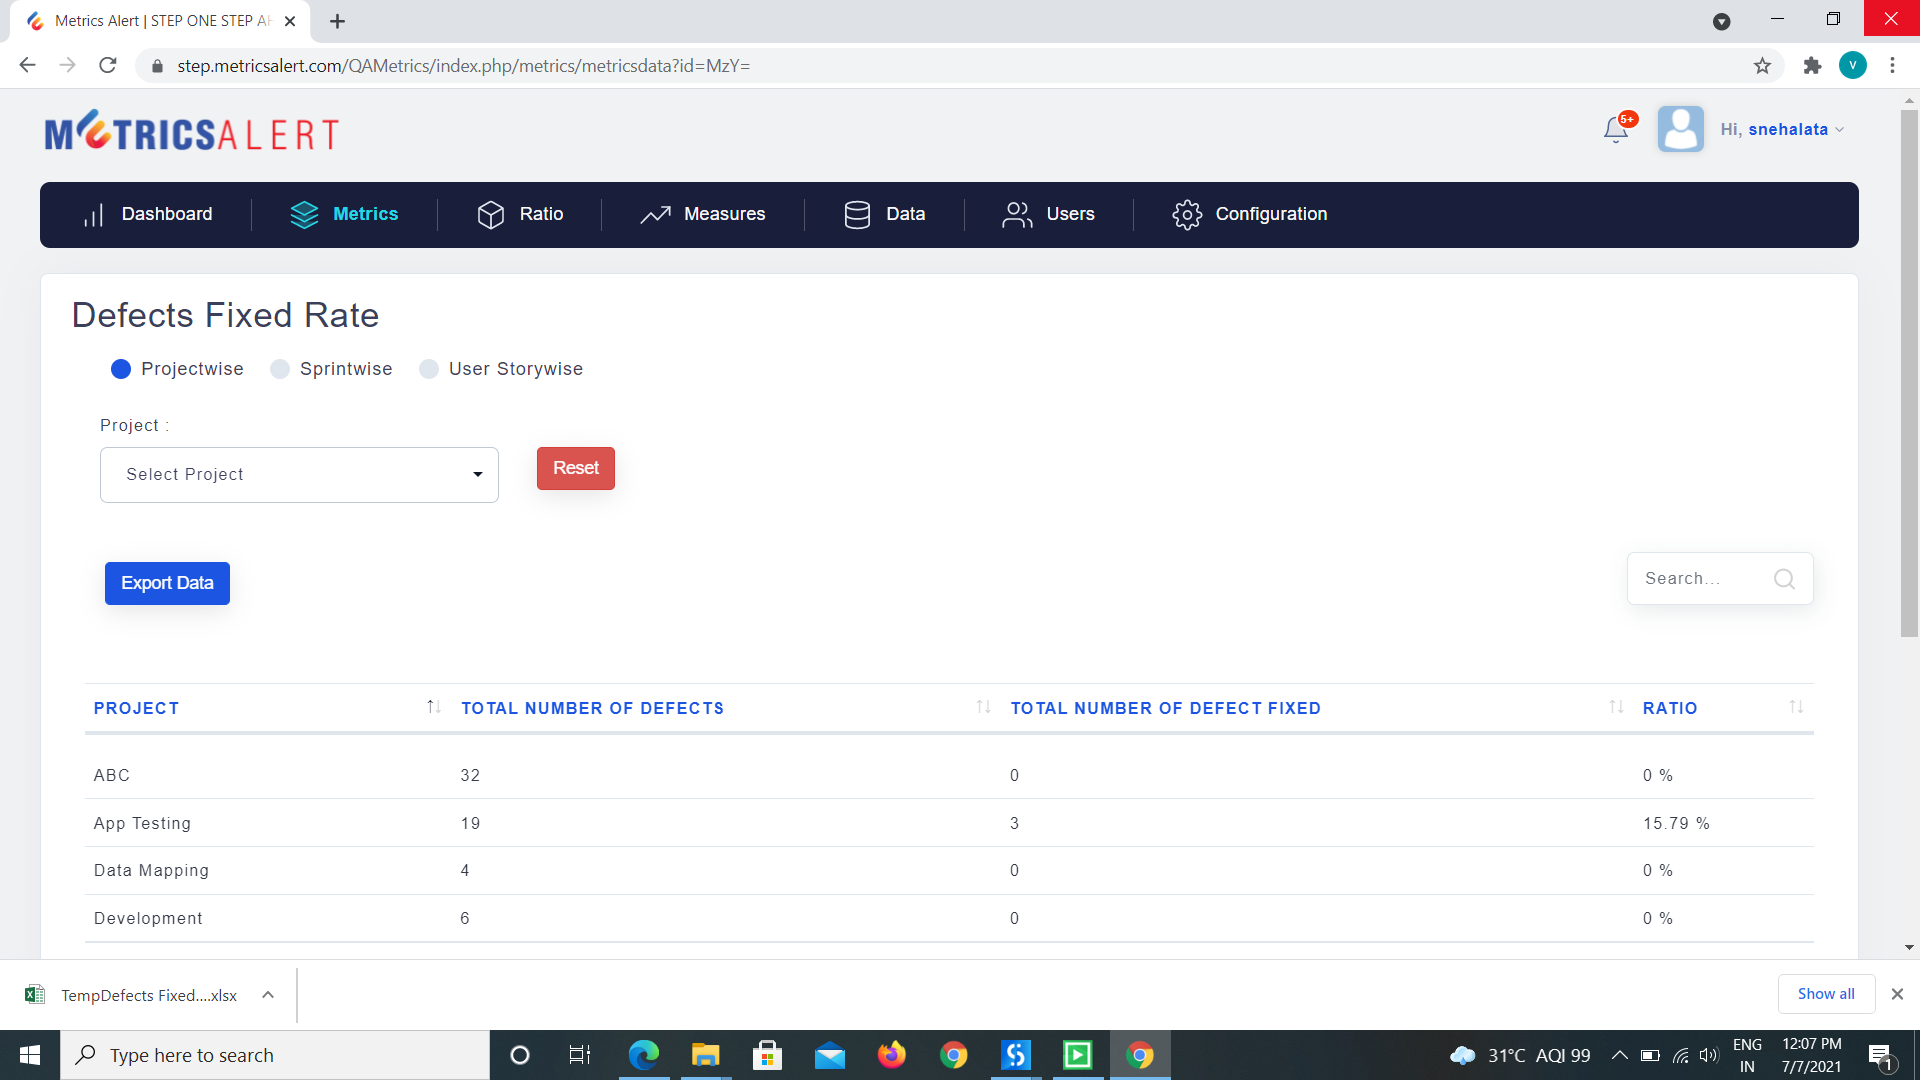 Metrics Alert | STEP ONE STEP AH
step.metricsalert.com/QAMetrics/index.php/metrics/metricsdata?id=MzY=
V
METRICSALERT
5+
Hi, snehalata
Dashboard
Metrics
Ratio
Measures
Data
Users
Configuration
Defects Fixed Rate
Projectwise
Sprintwise
User Storywise
Project :
Select Project
Reset
Export Data
Search...
PROJECT
TOTAL NUMBER OF DEFECTS
TOTAL NUMBER OF DEFECT FIXED
RATIO
ABC 32 0 0 %
App Testing 19 3 15.79 %
Data Mapping 4 0 0 %
Development 6 0 0 %
TempDefects Fixed....xlsx
Show all
Type here to search
31°C AQI 99
ENG
IN
12:07 PM
7/7/2021
1